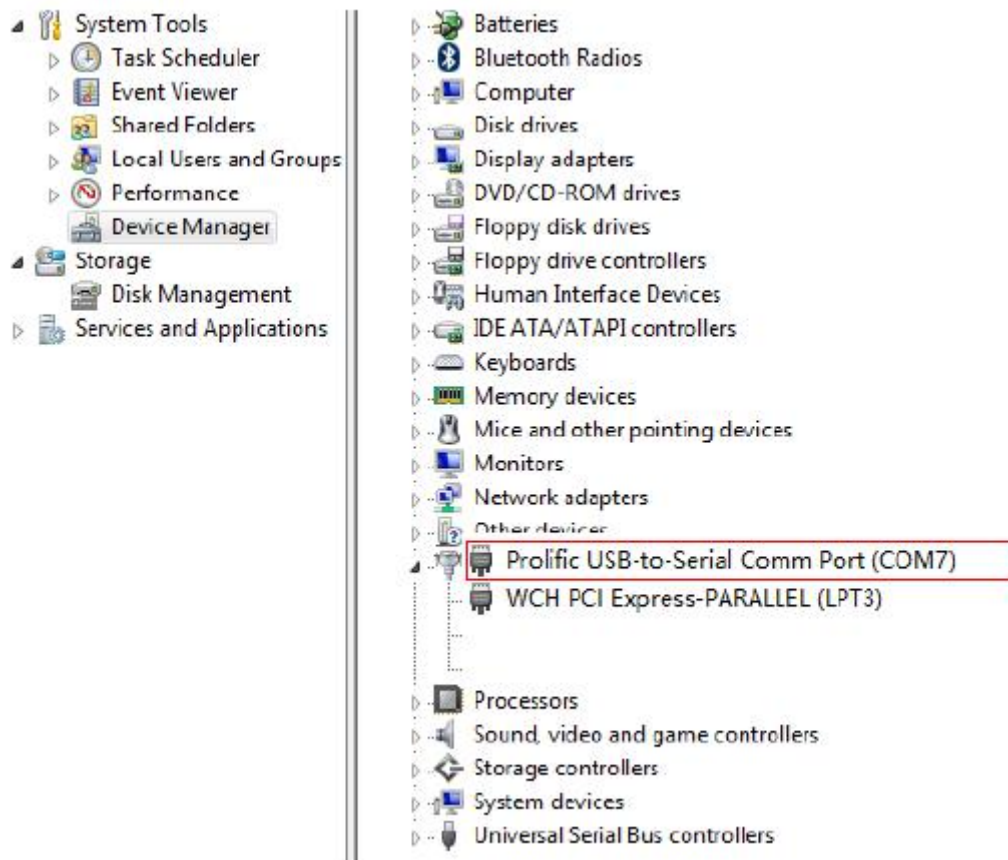 System Tools
Task Scheduler
Event Viewer
Shared Folders
Local Users and Groups
Performance
Device Manager
Storage
Disk Management
Services and Applications
Batteries
Bluetooth Radios
Computer
Disk drives
Display adapters
DVD/CD-ROM drives
Floppy disk drives
Floppy drive controllers
Human Interface Devices
IDE ATA/ATAPI controllers
Keyboards
Memory devices
Mice and other pointing devices
Monitors
Network adapters
Other devices
Prolific USB-to-Serial Comm Port (COM7)
WCH PCI Express-PARALLEL (LPT3)
Processors
Sound, video and game controllers
Storage controllers
System devices
Universal Serial Bus controllers